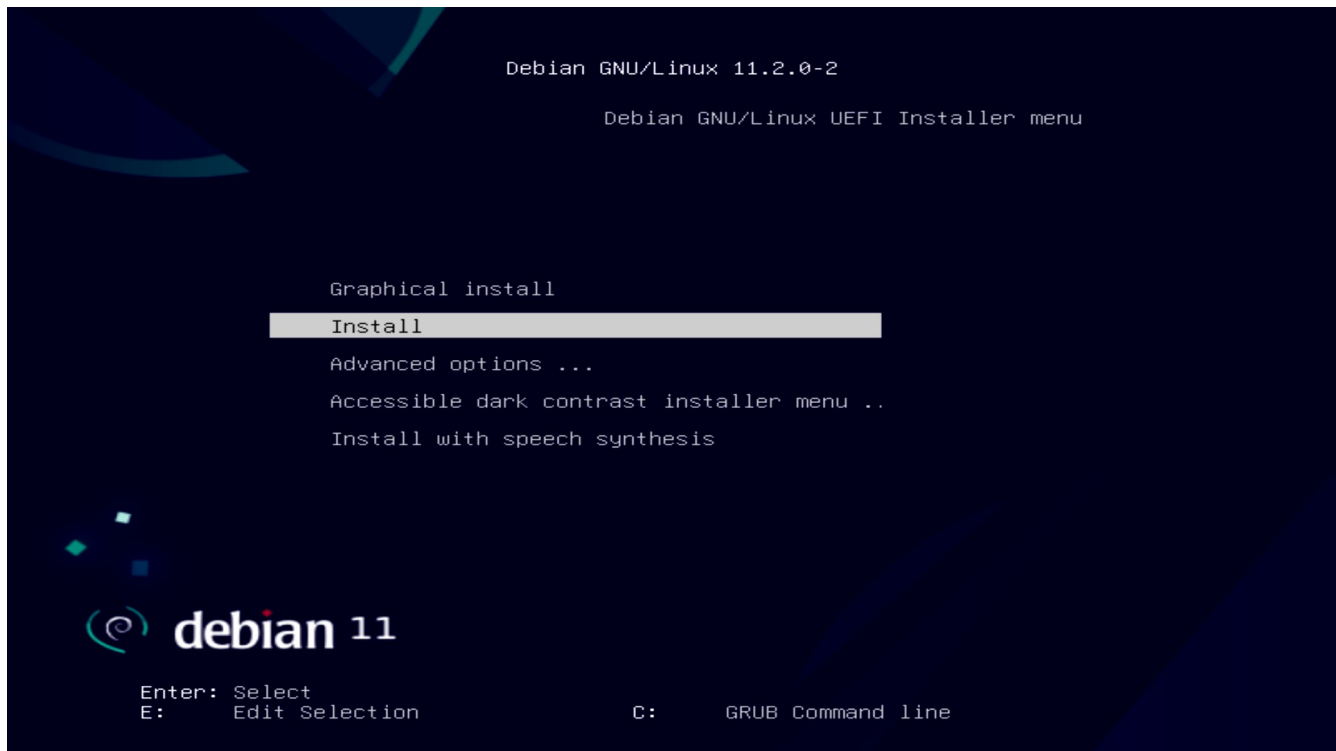 Debian GNU/Linux 11.2.0-2
Debian GNU/Linux UEFI Installer menu
Graphical install
Install
Advanced options ...
Accessible dark contrast installer menu ..
Install with speech synthesis
debian 11
Enter: Select
E: Edit Selection C: GRUB Command line